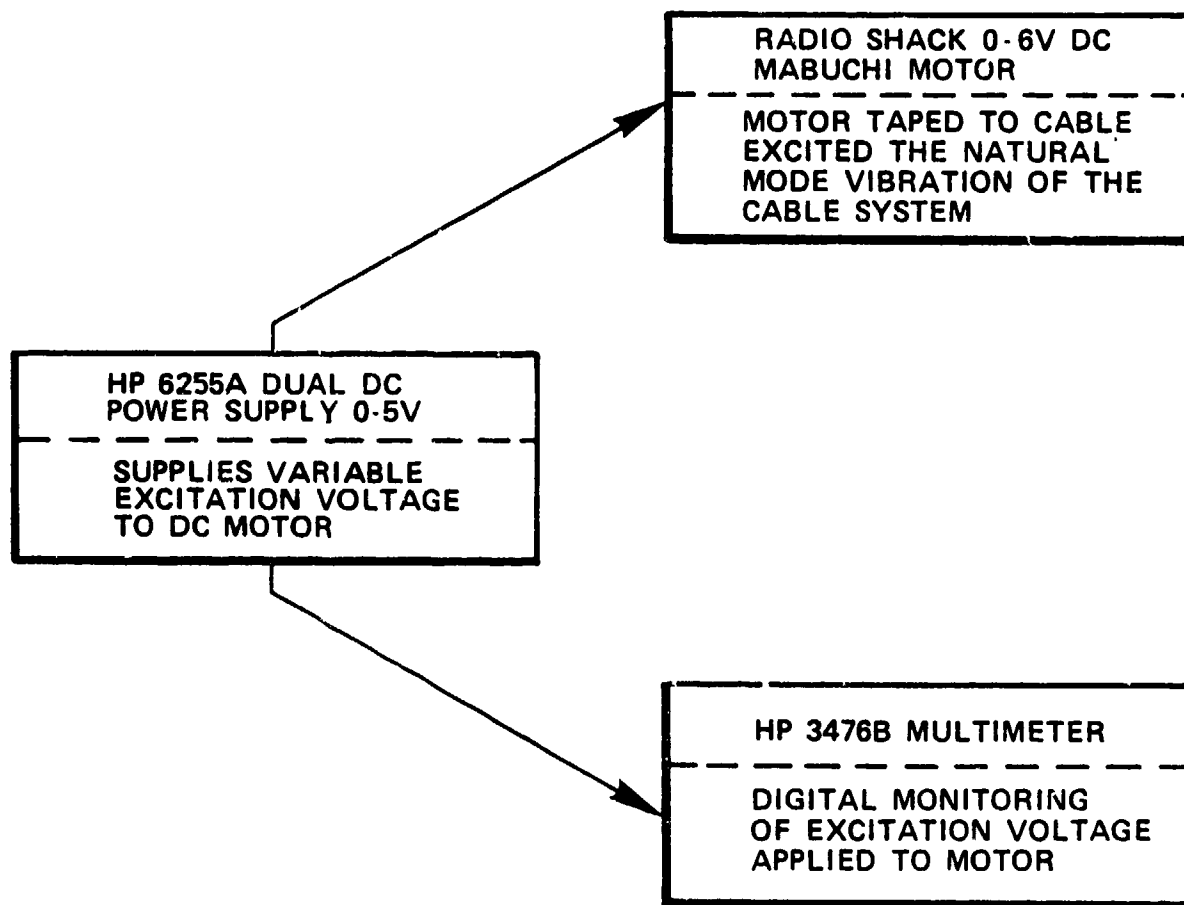 RADIO SHACK 0-6V DC
MABUCHI MOTOR
MOTOR TAPED TO CABLE
EXCITED THE NATURAL
MODE VIBRATION OF THE
CABLE SYSTEM
HP 6255A DUAL DC
POWER SUPPLY 0-5V
SUPPLIES VARIABLE
EXCITATION VOLTAGE
TO DC MOTOR
HP 3476B MULTIMETER
DIGITAL MONITORING
OF EXCITATION VOLTAGE
APPLIED TO MOTOR